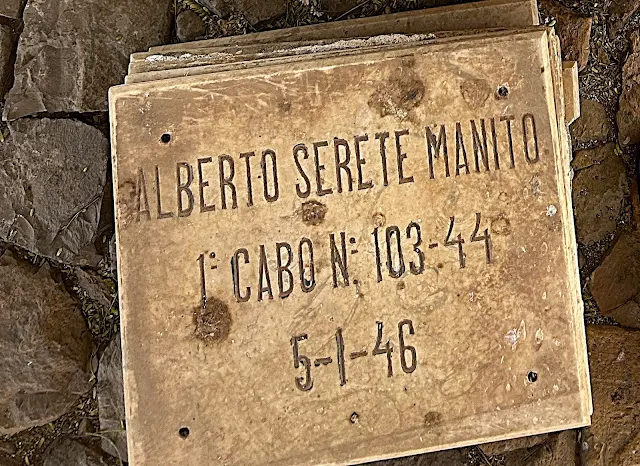 ALBERTO SERETE MANITO
1º CABO Nº 103-44
5-1-46